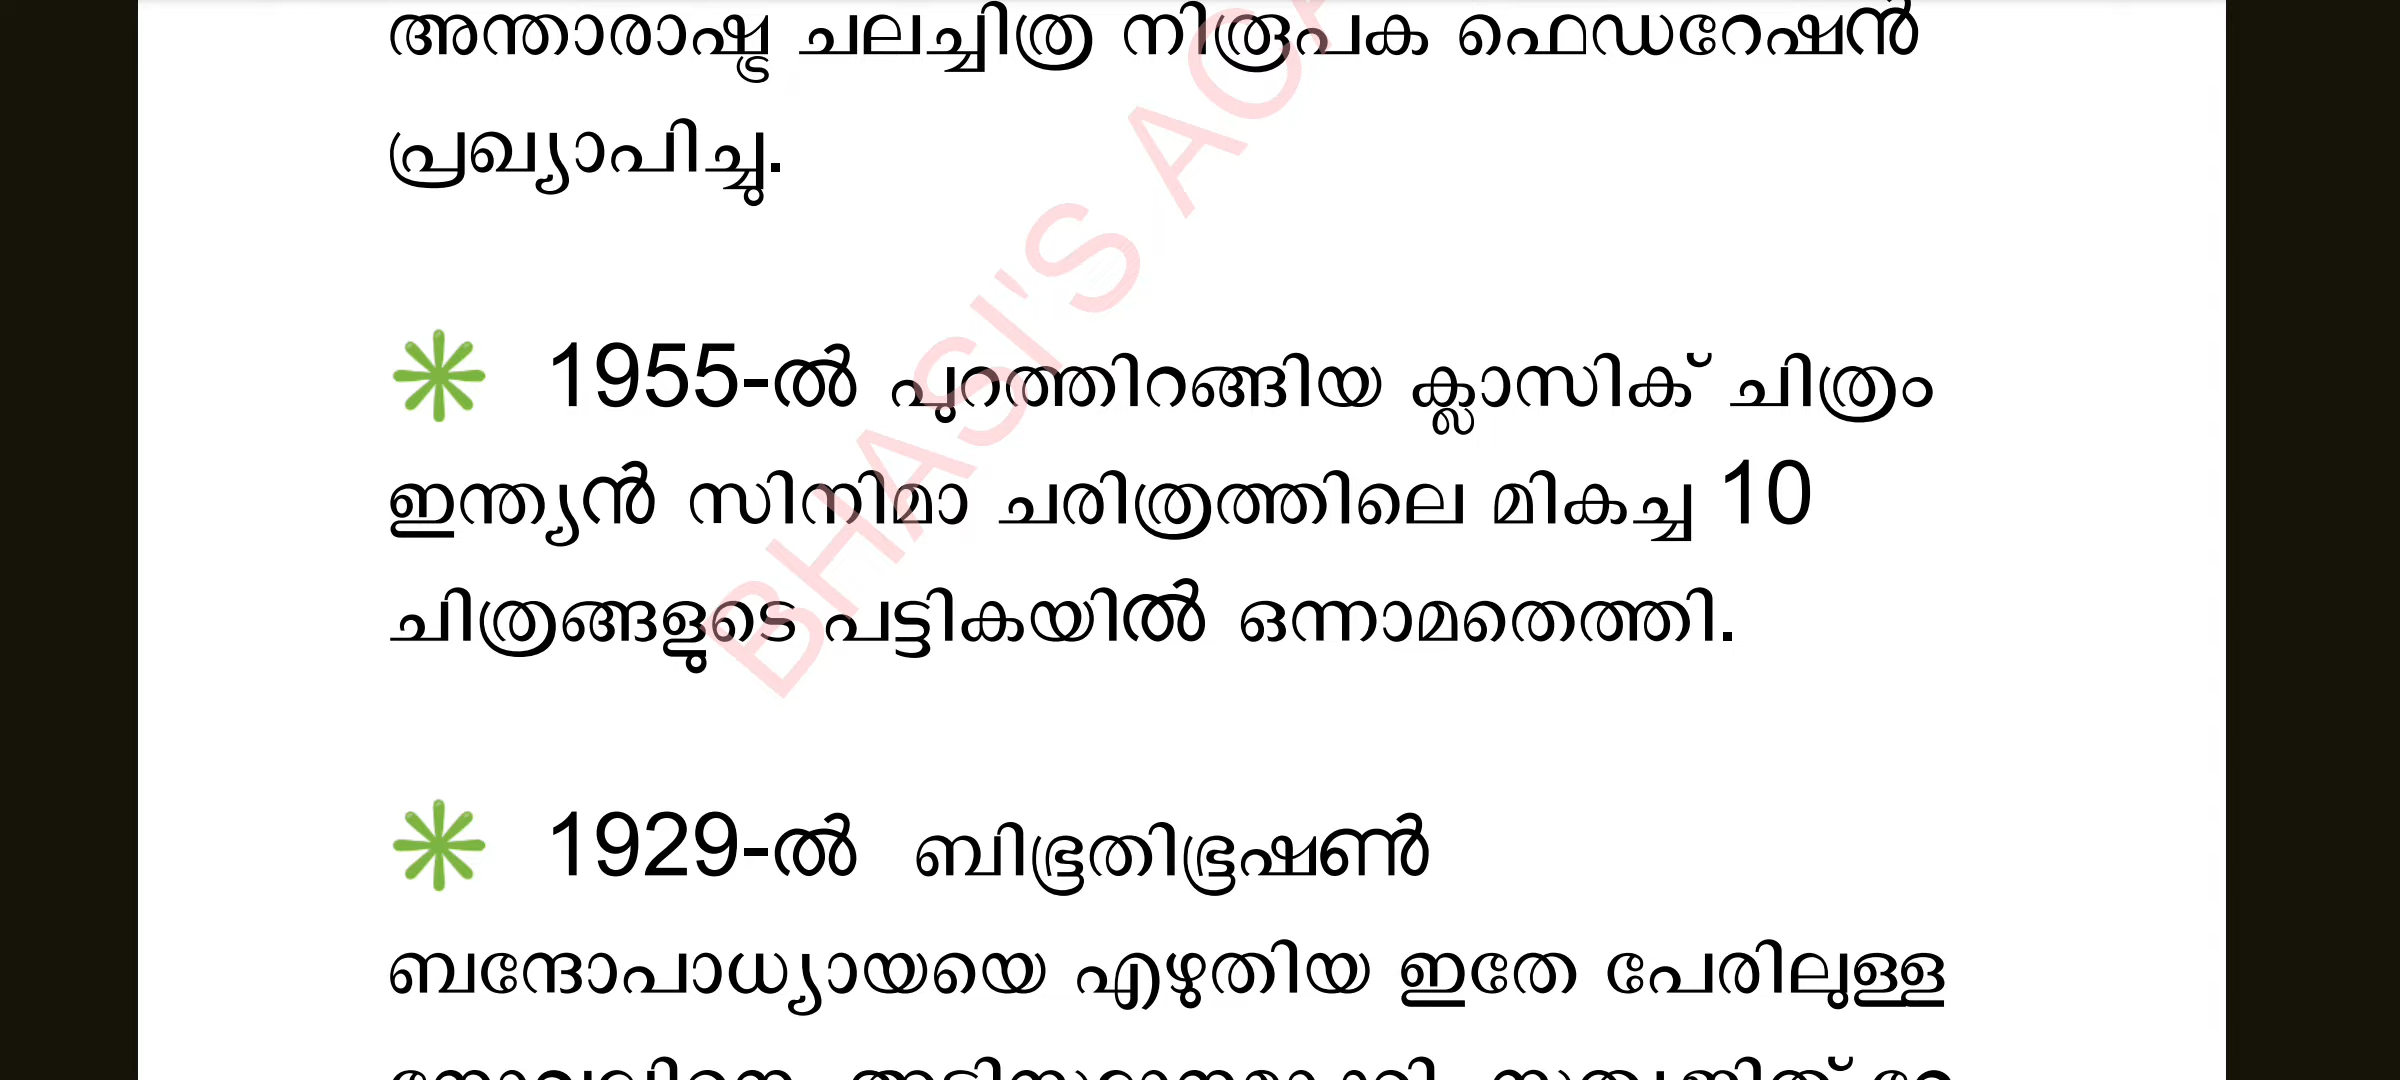 അന്താരാഷ്ട്ര ചലച്ചിത്ര നിരൂപക ഫെഡറേഷൻ
പ്രഖ്യാപിച്ചു.
✳ 1955-ൽ പുറത്തിറങ്ങിയ ക്ലാസിക് ചിത്രം
ഇന്ത്യൻ സിനിമാ ചരിത്രത്തിലെ മികച്ച 10
ചിത്രങ്ങളുടെ പട്ടികയിൽ ഒന്നാമതെത്തി.
✳ 1929-ൽ ബിഭൂതിഭൂഷൺ
ബന്ദോപാധ്യായയെ എഴുതിയ ഇതേ പേരിലുള്ള
BHASI'S